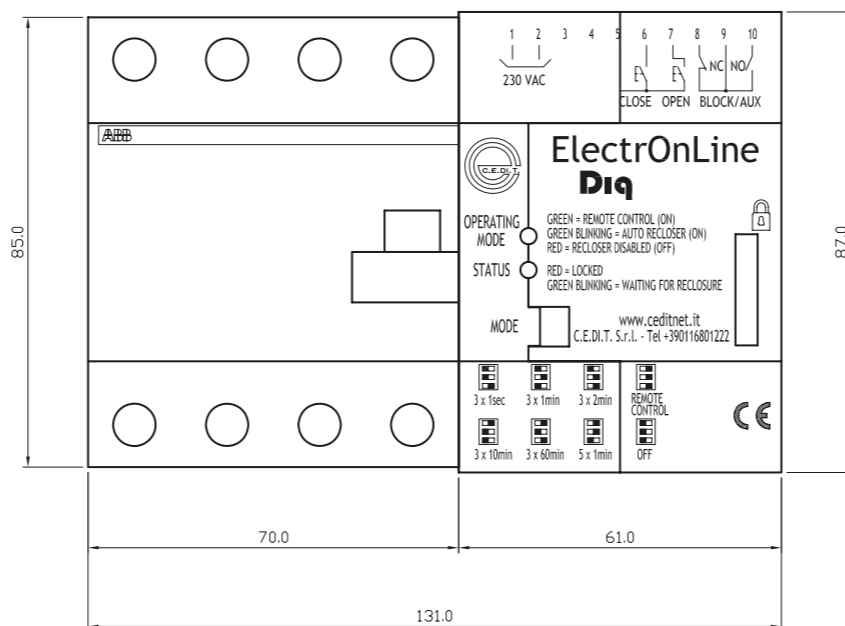 1 2 3 4 5 6 7 8 9 10
NC NO
230 VAC
CLOSE OPEN BLOCK/AUX
ABB
C.E.DI.T.
ElectrOnLine
Diq
OPERATING MODE
GREEN = REMOTE CONTROL (ON)
GREEN BLINKING = AUTO RECLOSER (ON)
RED = RECLOSER DISABLED (OFF)
STATUS
RED = LOCKED
GREEN BLINKING = WAITING FOR RECLOSURE
MODE
www.ceditnet.it
C.E.DI.T. S.r.l. - Tel +390116801222
3 x 1sec 3 x 1min 3 x 2min REMOTE CONTROL
3 x 10min 3 x 60min 5 x 1min OFF
CE
85.0
87.0
70.0 61.0
131.0